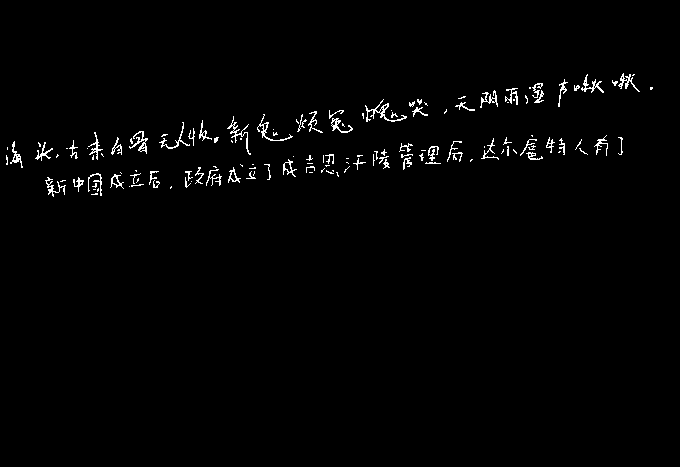 海头,古来白骨无人收。新鬼烦冤旧鬼哭,天阴雨湿声啾啾.
新中国成立后,政府成立了成吉思汗陵管理局,达尔扈特人有了